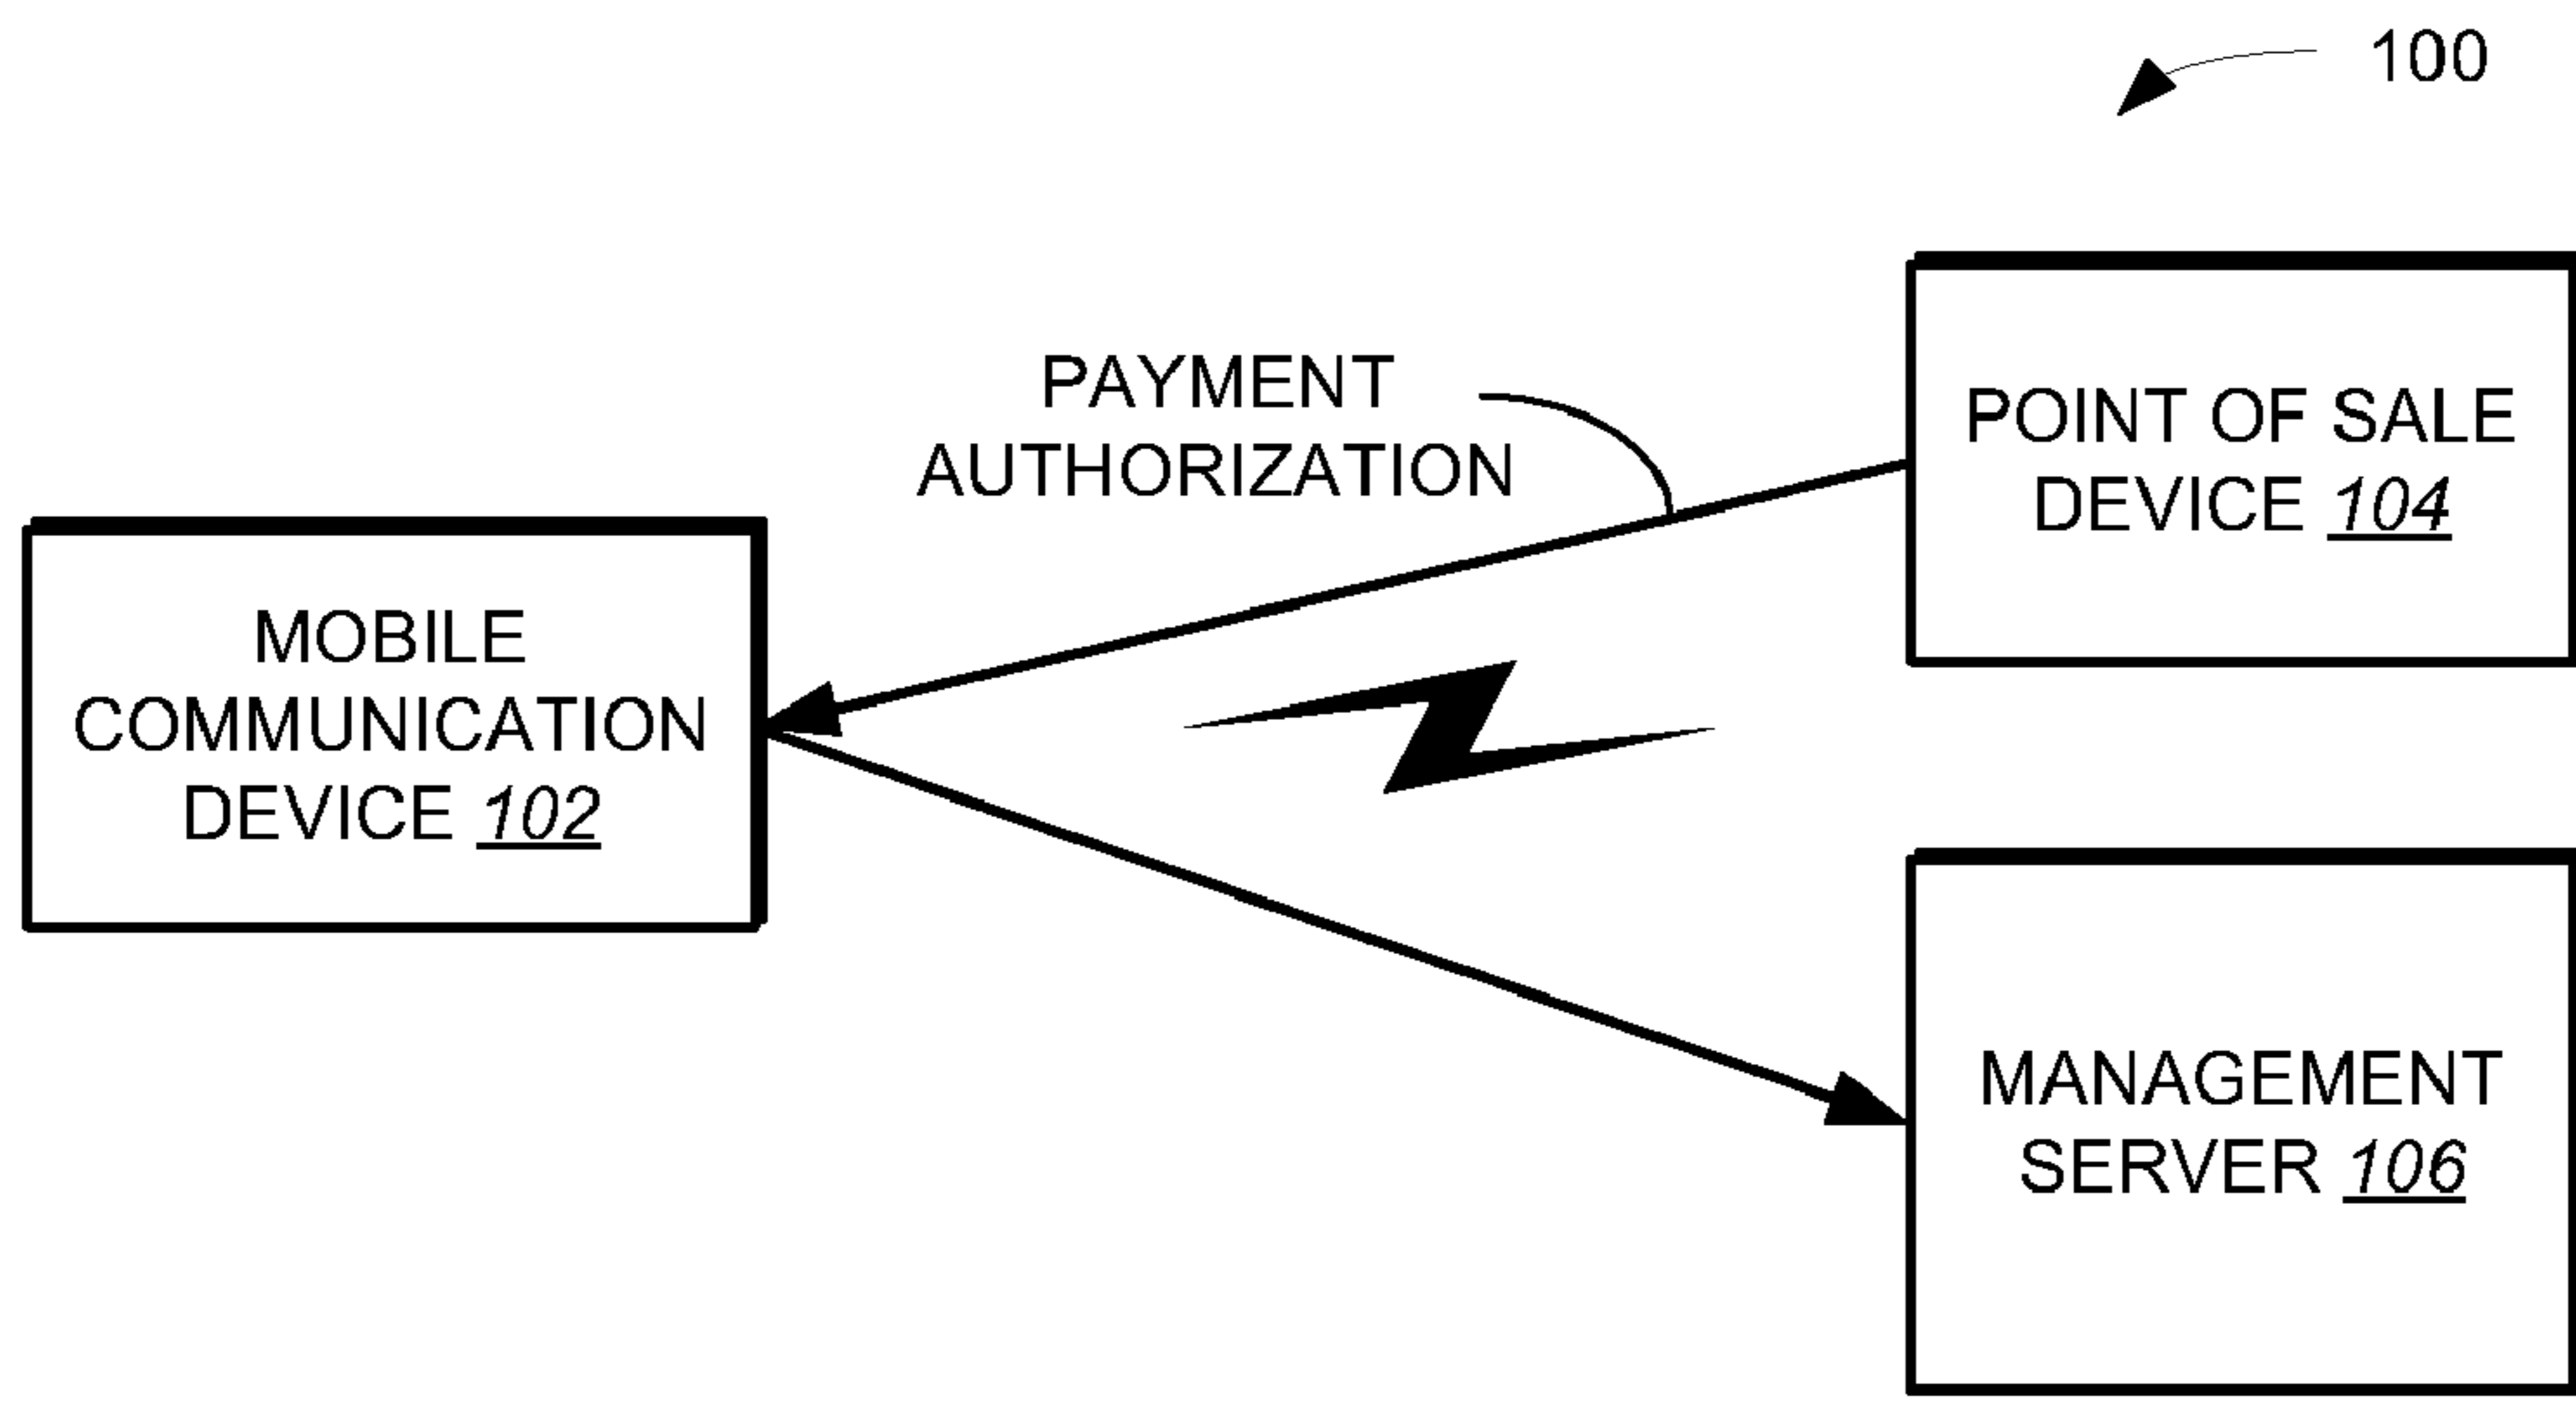 100
PAYMENT
AUTHORIZATION
POINT OF SALE
DEVICE 104
MOBILE
COMMUNICATION
DEVICE 102
MANAGEMENT
SERVER 106